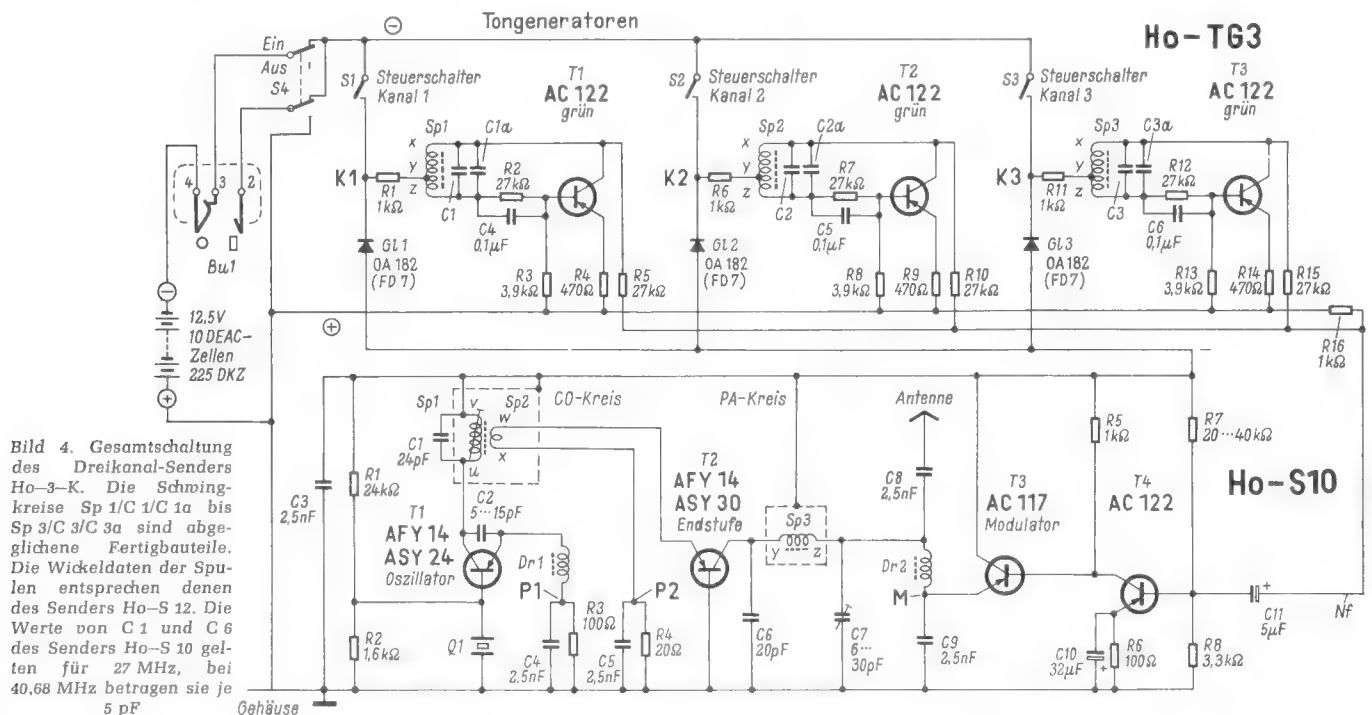 ⊖ Tongeneratoren
Ho-TG3
Ein
Aus
S4
S1 Steuerschalter
Kanal 1
T1
AC 122
grün
S2 Steuerschalter
Kanal 2
T2
AC 122
grün
S3 Steuerschalter
Kanal 3
T3
AC 122
grün
4 3 2
Bu1
K1
R1
1kΩ
Sp1
x
y
z
C1a
C1
R2
27kΩ
C4
0,1µF
Gl1
OA 182
(FD7)
R3
3,9kΩ
R4
470Ω
R5
27kΩ
K2
R6
1kΩ
Sp2
x
y
z
C2a
C2
R7
27kΩ
C5
0,1µF
Gl2
OA 182
(FD7)
R8
3,9kΩ
R9
470Ω
R10
27kΩ
K3
R11
1kΩ
Sp3
x
y
z
C3a
C3
R12
27kΩ
C6
0,1µF
Gl3
OA 182
(FD7)
R13
3,9kΩ
R14
470Ω
R15
27kΩ
R16
1kΩ
⊖
12,5V
10 DEAC-
Zellen
225 DKZ
⊕
⊕
Bild 4. Gesamtschaltung
des Dreikanal-Senders
Ho—3—K. Die Schwing-
kreise Sp 1/C 1/C 1a bis
Sp 3/C 3/C 3a sind abge-
glichene Fertigbauteile.
Die Wickeldaten der Spu-
len entsprechen denen
des Senders Ho—S 12. Die
Werte von C 1 und C 6
des Senders Ho—S 10 gel-
ten für 27 MHz, bei
40,68 MHz betragen sie je
5 pF
C3
2,5nF
Gehäuse
R1
24kΩ
R2
1,6kΩ
Sp1
v
u
C1
24pF
Sp2
w
x
CO-Kreis
C2
5...15pF
T1
AFY 14
ASY 24
Oszillator
Q1
Dr1
P1
C4
2,5nF
R3
100Ω
P2
C5
2,5nF
R4
20Ω
T2
AFY 14
ASY 30
Endstufe
PA-Kreis
Sp3
y z
C6
20pF
C7
6...
30pF
Antenne
C8
2,5nF
Dr2
M
C9
2,5nF
T3
AC 117
Modulator
R5
1kΩ
T4
AC 122
R7
20...40kΩ
Ho-S10
C10
32µF
+
R6
100Ω
R8
3,3kΩ
+
C11
5µF
Nf